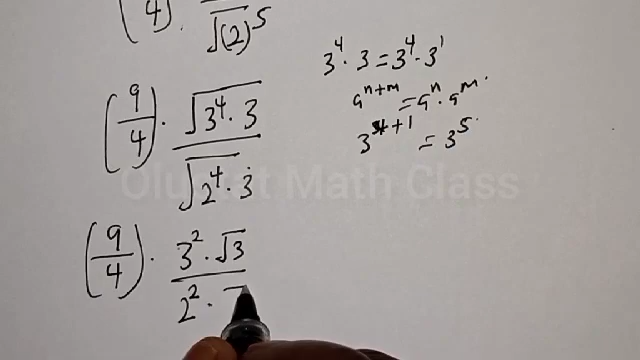 4) · √(2)^5
3^4 · 3 = 3^4 · 3^1
a^{n+m} = a^n · a^m
3^{4+1} = 3^5
(9/4) · √(3^4 · 3) / √(2^4 · 3)
Math Class
(9/4) · 3^2 · √3 / 2^2 ·